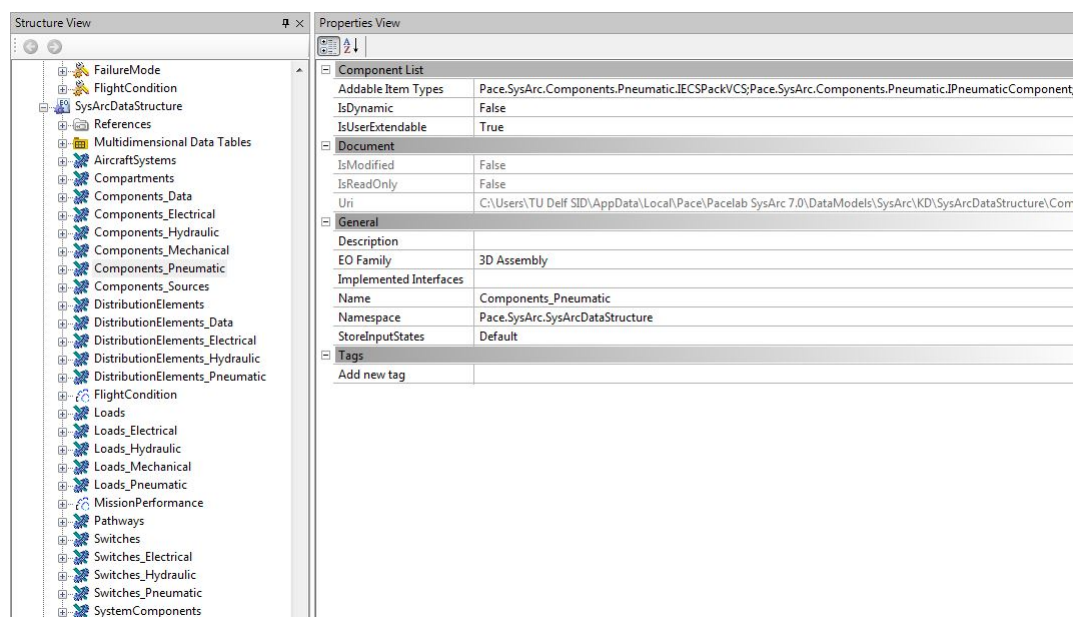 Structure View
FailureMode
FlightCondition
SysArcDataStructure
References
Multidimensional Data Tables
AircraftSystems
Compartments
Components_Data
Components_Electrical
Components_Hydraulic
Components_Mechanical
Components_Pneumatic
Components_Sources
DistributionElements
DistributionElements_Data
DistributionElements_Electrical
DistributionElements_Hydraulic
DistributionElements_Pneumatic
FlightCondition
Loads
Loads_Electrical
Loads_Hydraulic
Loads_Mechanical
Loads_Pneumatic
MissionPerformance
Pathways
Switches
Switches_Electrical
Switches_Hydraulic
Switches_Pneumatic
SystemComponents
Properties View
Component List
Addable Item Types Pace.SysArc.Components.Pneumatic.IECSPackVCS;Pace.SysArc.Components.Pneumatic.IPneumaticComponent;
IsDynamic False
IsUserExtendable True
Document
IsModified False
IsReadOnly False
Uri C:\Users\TU Delf SID\AppData\Local\Pace\Pacelab SysArc 7.0\DataModels\SysArc\KD\SysArcDataStructure\Com
General
Description
EO Family 3D Assembly
Implemented Interfaces
Name Components_Pneumatic
Namespace Pace.SysArc.SysArcDataStructure
StoreInputStates Default
Tags
Add new tag